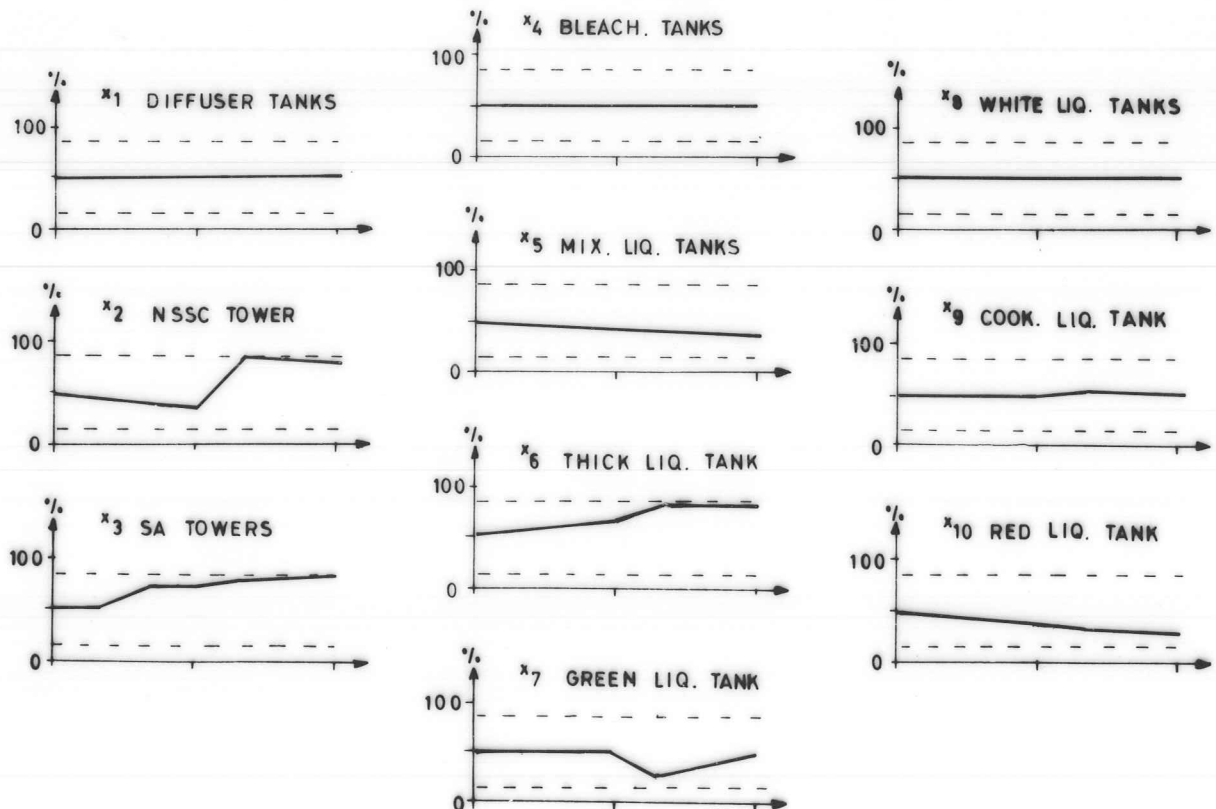 %
x1 DIFFUSER TANKS
100
0
%
x2 NSSC TOWER
100
0
x3 SA TOWERS
100
0
%
x4 BLEACH. TANKS
100
0
x5 MIX. LIQ. TANKS
100
0
%
x6 THICK LIQ. TANK
100
0
%
x7 GREEN LIQ. TANK
100
0
%
x8 WHITE LIQ. TANKS
100
0
%
x9 COOK. LIQ. TANK
100
0
%
x10 RED LIQ. TANK
100
0